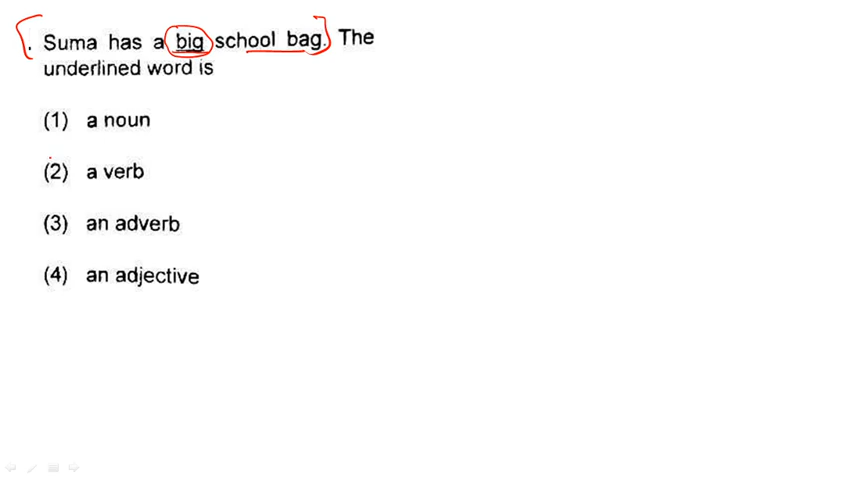 . Suma has a big school bag. The
underlined word is
(1) a noun
(2) a verb
(3) an adverb
(4) an adjective